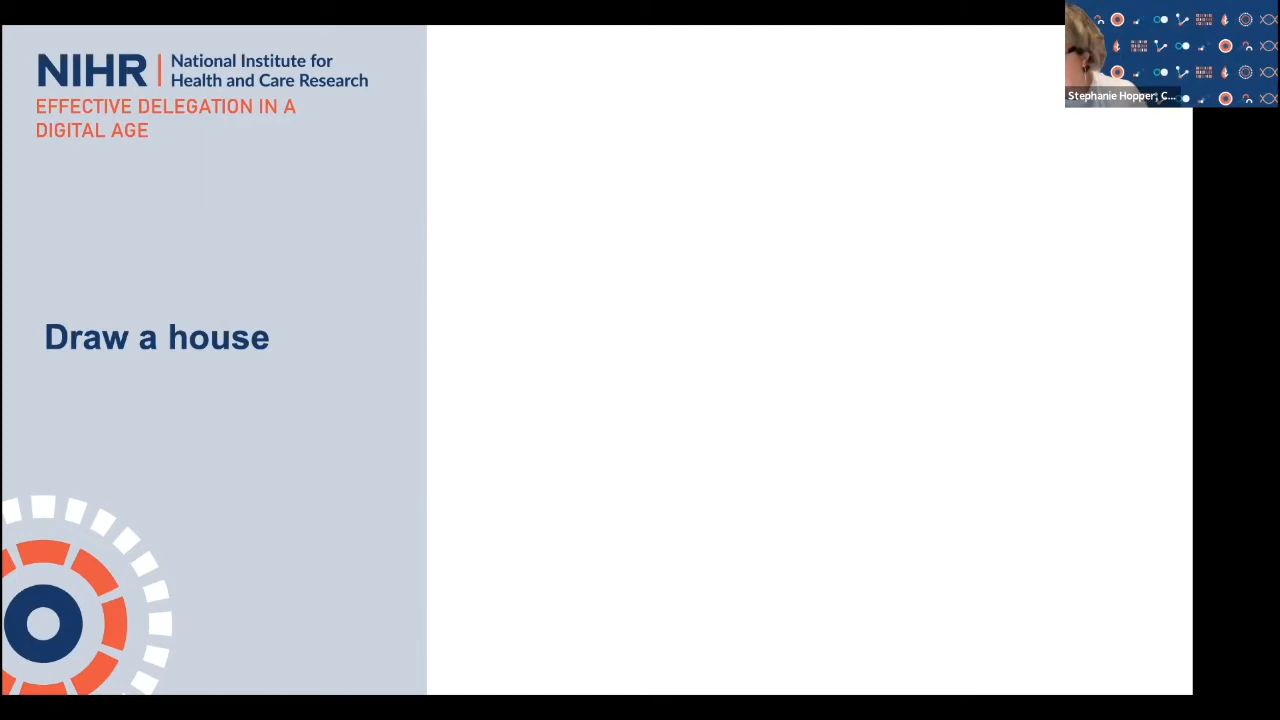 NIHR | National Institute for
Health and Care Research
EFFECTIVE DELEGATION IN A
DIGITAL AGE
Draw a house
Stephanie Hopper, C...